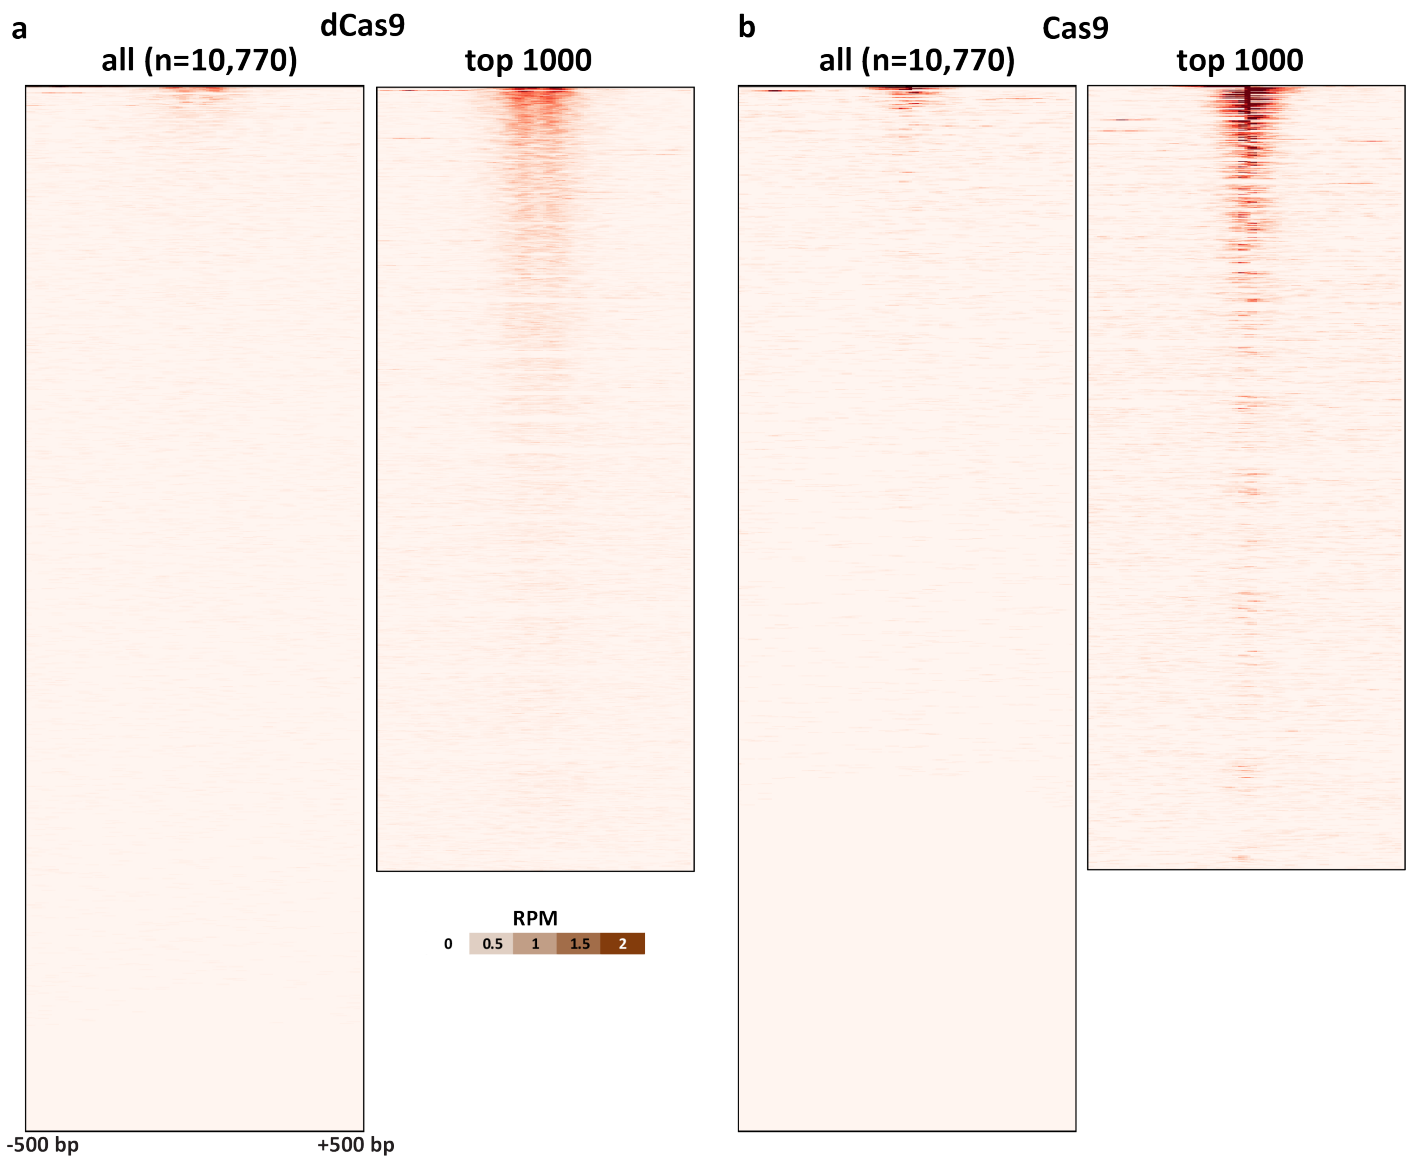 a
dCas9
all (n=10,770)
top 1000
b
Cas9
all (n=10,770)
top 1000
RPM
0 0.5 1 1.5 2
-500 bp
+500 bp